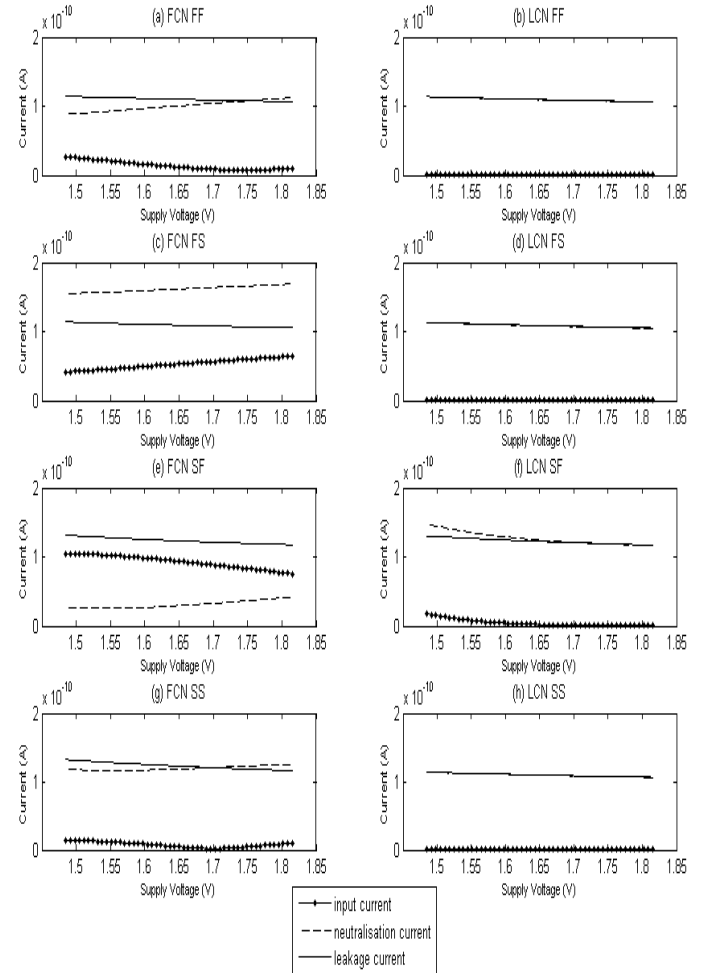 (a) FCN FF
x 10^-10
2
1
0
Current (A)
1.5 1.55 1.6 1.65 1.7 1.75 1.8 1.85
Supply Voltage (V)
(b) LCN FF
x 10^-10
2
1
0
Current (A)
1.5 1.55 1.6 1.65 1.7 1.75 1.8 1.85
Supply Voltage (V)
(c) FCN FS
x 10^-10
2
1
0
Current (A)
1.5 1.55 1.6 1.65 1.7 1.75 1.8 1.85
Supply Voltage (V)
(d) LCN FS
x 10^-10
2
1
0
Current (A)
1.5 1.55 1.6 1.65 1.7 1.75 1.8 1.85
Supply Voltage (V)
(e) FCN SF
x 10^-10
2
1
0
Current (A)
1.5 1.55 1.6 1.65 1.7 1.75 1.8 1.85
Supply Voltage (V)
(f) LCN SF
x 10^-10
2
1
0
Current (A)
1.5 1.55 1.6 1.65 1.7 1.75 1.8 1.85
Supply Voltage (V)
(g) FCN SS
x 10^-10
2
1
0
Current (A)
1.5 1.55 1.6 1.65 1.7 1.75 1.8 1.85
Supply Voltage (V)
(h) LCN SS
x 10^-10
2
1
0
Current (A)
1.5 1.55 1.6 1.65 1.7 1.75 1.8 1.85
Supply Voltage (V)
input current
neutralisation current
leakage current